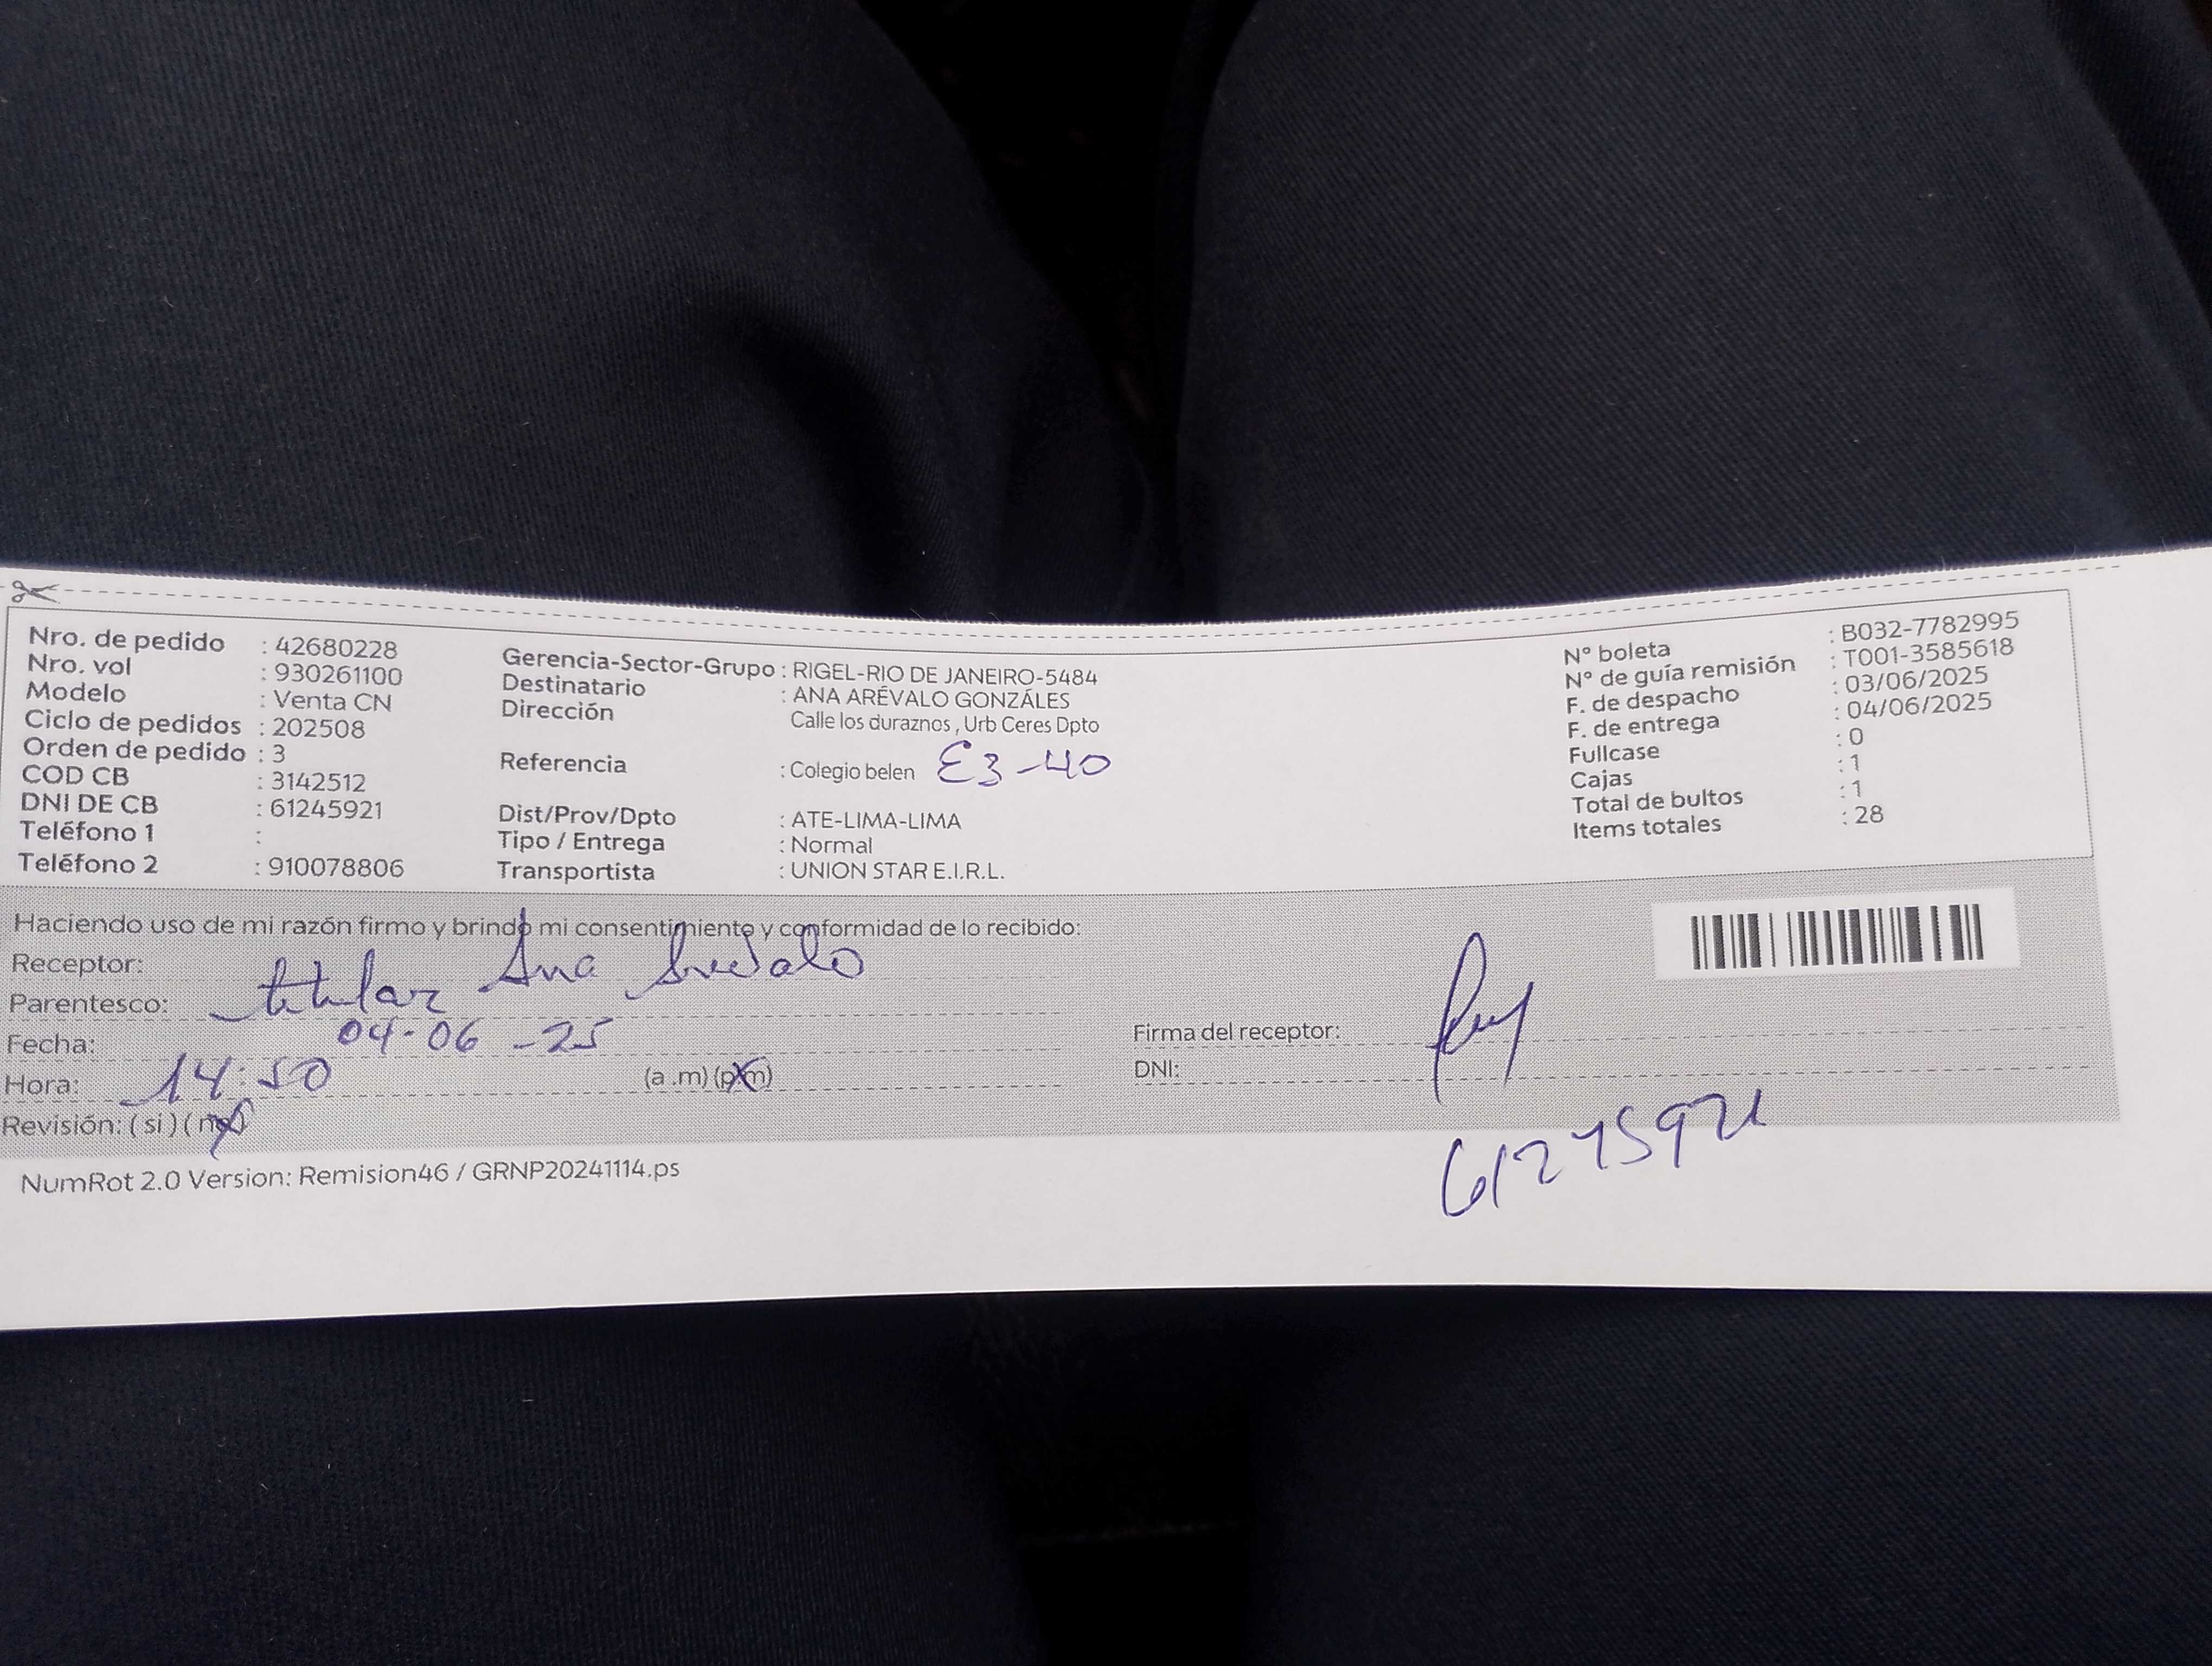 Nro. de pedido : 42680228
Nro. vol : 930261100
Modelo : Venta CN
Ciclo de pedidos : 202508
Orden de pedido : 3
COD CB : 3142512
DNI DE CB : 61245921
Teléfono 1 :
Teléfono 2 : 910078806
Gerencia-Sector-Grupo : RIGEL-RIO DE JANEIRO-5484
Destinatario : ANA ARÉVALO GONZÁLES
Dirección Calle los duraznos , Urb Ceres Dpto
Referencia : Colegio belen E3-40
Dist/Prov/Dpto : ATE-LIMA-LIMA
Tipo / Entrega : Normal
Transportista : UNION STAR E.I.R.L.
N° boleta : B032-7782995
N° de guía remisión : T001-3585618
F. de despacho : 03/06/2025
F. de entrega : 04/06/2025
Fullcase : 0
Cajas : 1
Total de bultos : 1
Items totales : 28
Haciendo uso de mi razón firmo y brindo mi consentimiento y conformidad de lo recibido:
Receptor: Ana Arevalo
Parentesco: titular
Fecha: 04-06-25
Hora: 14:50 (a .m) (p.m)
Revisión: ( si ) ( no )
Firma del receptor:
DNI:
61245921
NumRot 2.0 Version: Remision46 / GRNP20241114.ps